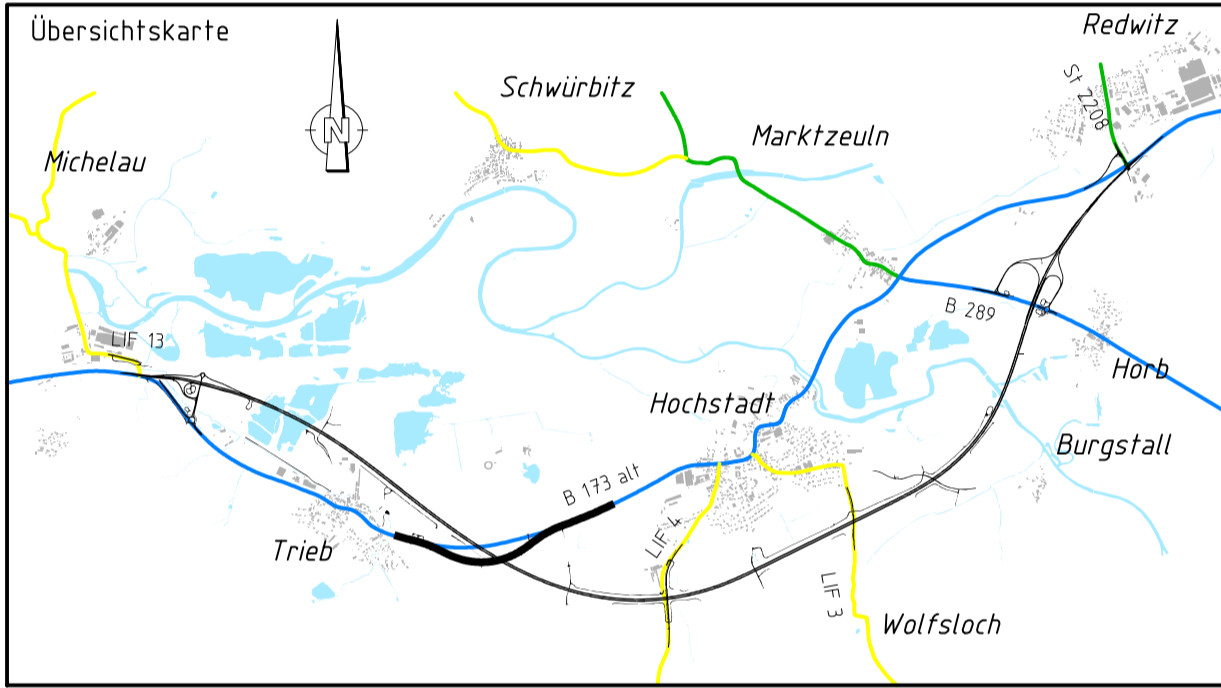 Übersichtskarte
Redwitz
Schwürbitz
St 2208
Marktzeuln
N
Michelau
B 289
LIF 13
Horb
Hochstadt
Burgstall
B 173 alt
Trieb
LIF 4
LIF 3
Wolfsloch